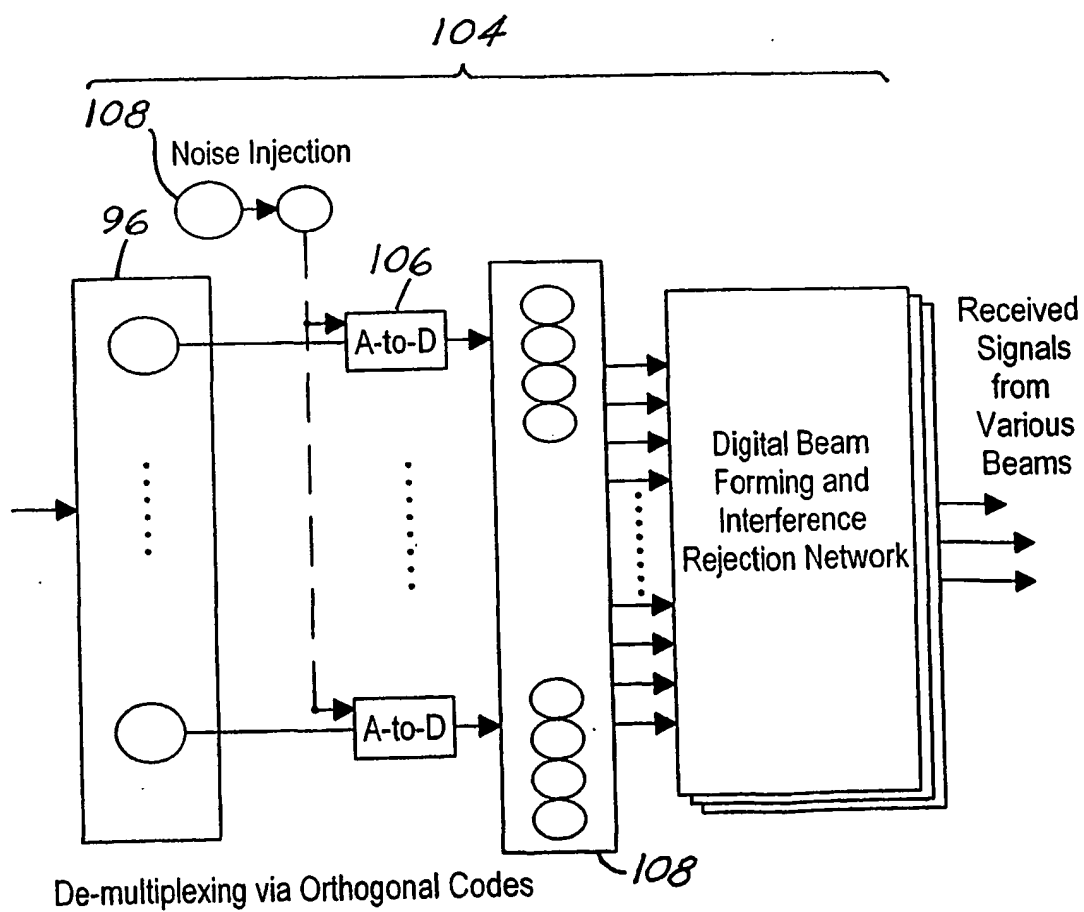 104
108
Noise Injection
96
106
A-to-D
Received
Signals
from
Various
Beams
Digital Beam
Forming and
Interference
Rejection Network
A-to-D
108
De-multiplexing via Orthogonal Codes